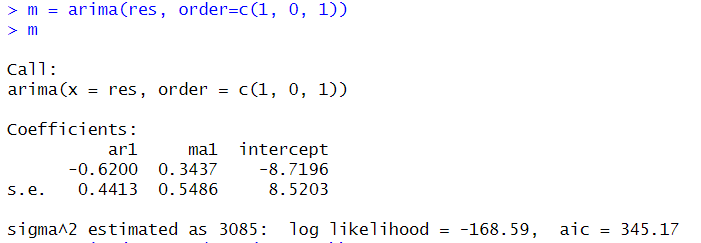 > m = arima(res, order=c(1, 0, 1))
> m
Call:
arima(x = res, order = c(1, 0, 1))
Coefficients:
ar1 ma1 intercept
-0.6200 0.3437 -8.7196
s.e. 0.4413 0.5486 8.5203
sigma^2 estimated as 3085: log likelihood = -168.59, aic = 345.17